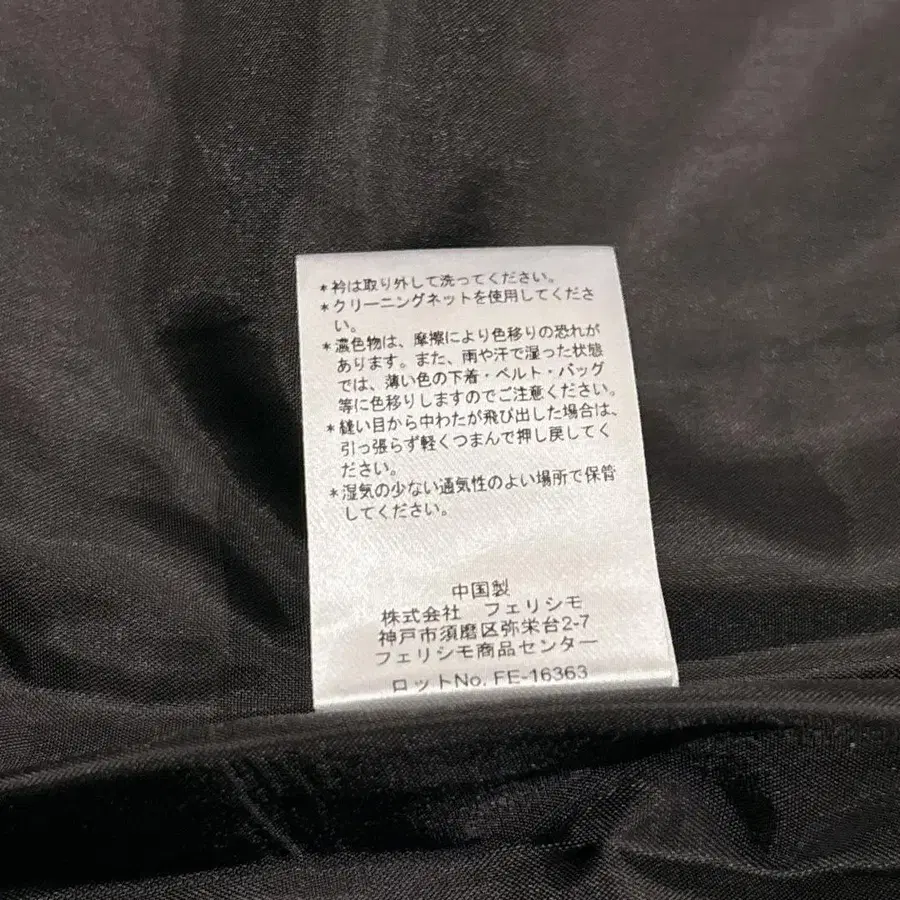 *衿は取り外して洗ってください。
*クリーニングネットを使用してくださ
い。
*濃色物は、摩擦により色移りの恐れが
あります。また、雨や汗で湿った状態
では、薄い色の下着・ベルト・バッグ
等に色移りしますのでご注意ください。
*縫い目から中わたが飛び出した場合は、
引っ張らず軽くつまんで押し戻してく
ださい。
*湿気の少ない通気性のよい場所で保管
してください。
中国製
株式会社 フェリシモ
神戸市須磨区弥栄台2-7
フェリシモ商品センター
ロットNo. FE-16363